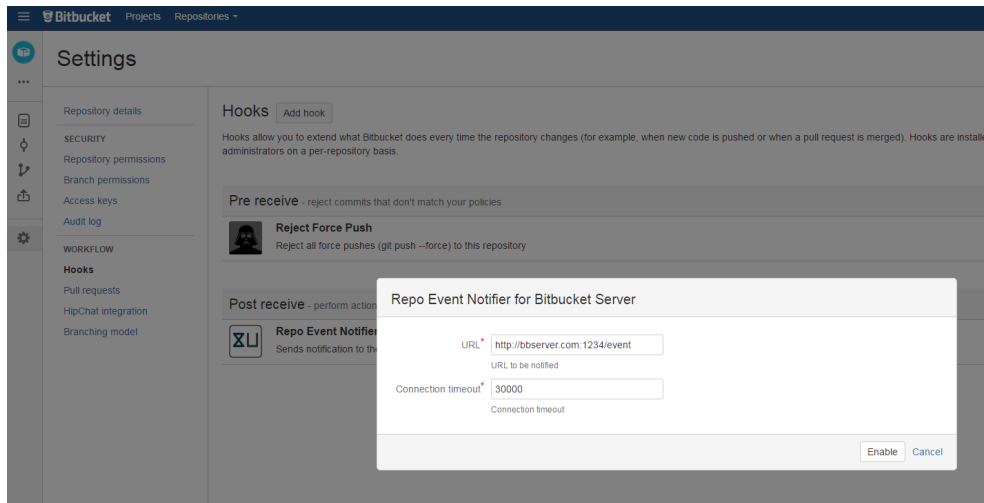 Bitbucket Projects Repositories
Settings
Repository details
SECURITY
Repository permissions
Branch permissions
Access keys
Audit log
WORKFLOW
Hooks
Pull requests
HipChat integration
Branching model
Hooks Add hook
Hooks allow you to extend what Bitbucket does every time the repository changes (for example, when new code is pushed or when a pull request is merged). Hooks are installe
administrators on a per-repository basis.
Pre receive - reject commits that don't match your policies
Reject Force Push
Reject all force pushes (git push --force) to this repository
Post receive - perform action
Repo Event Notifier
Sends notification to th
Repo Event Notifier for Bitbucket Server
URL* http://bbserver.com:1234/event
URL to be notified
Connection timeout* 30000
Connection timeout
Enable Cancel